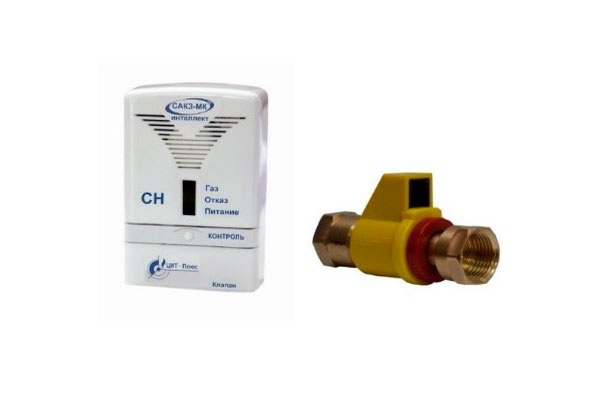 САКЗ-МК
интеллект
СН
Газ
Отказ
Питание
КОНТРОЛЬ
ЦИТ - Плюс
Клапан